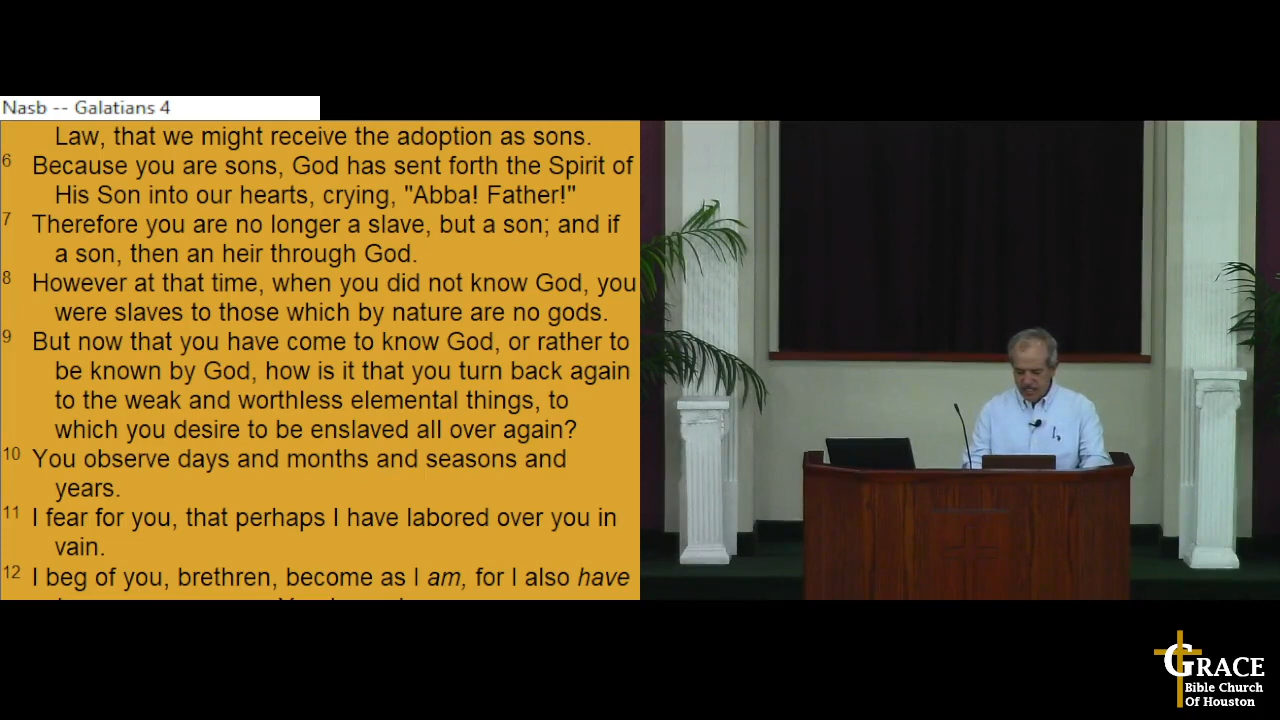 Nasb -- Galatians 4
Law, that we might receive the adoption as sons.
6 Because you are sons, God has sent forth the Spirit of
His Son into our hearts, crying, "Abba! Father!"
7 Therefore you are no longer a slave, but a son; and if
a son, then an heir through God.
8 However at that time, when you did not know God, you
were slaves to those which by nature are no gods.
9 But now that you have come to know God, or rather to
be known by God, how is it that you turn back again
to the weak and worthless elemental things, to
which you desire to be enslaved all over again?
10 You observe days and months and seasons and
years.
11 I fear for you, that perhaps I have labored over you in
vain.
12 I beg of you, brethren, become as I am, for I also have
GRACE
Bible Church
Of Houston